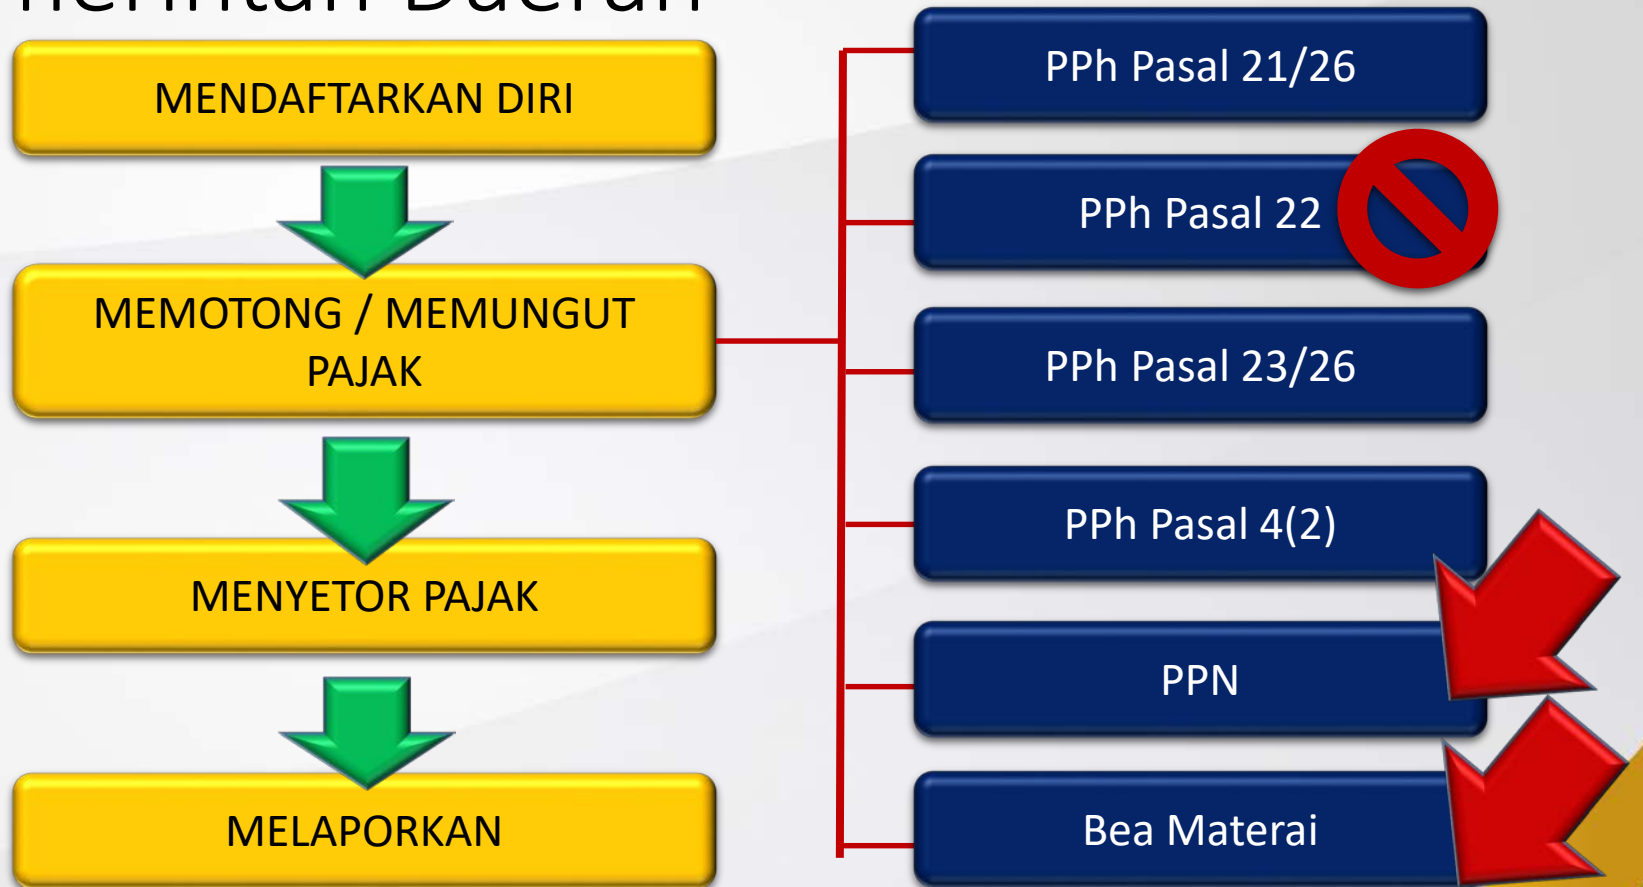 Daerah
MENDAFTARKAN DIRI
MEMOTONG / MEMUNGUT
PAJAK
MENYETOR PAJAK
MELAPORKAN
PPh Pasal 21/26
PPh Pasal 22
PPh Pasal 23/26
PPh Pasal 4(2)
PPN
Bea Materai